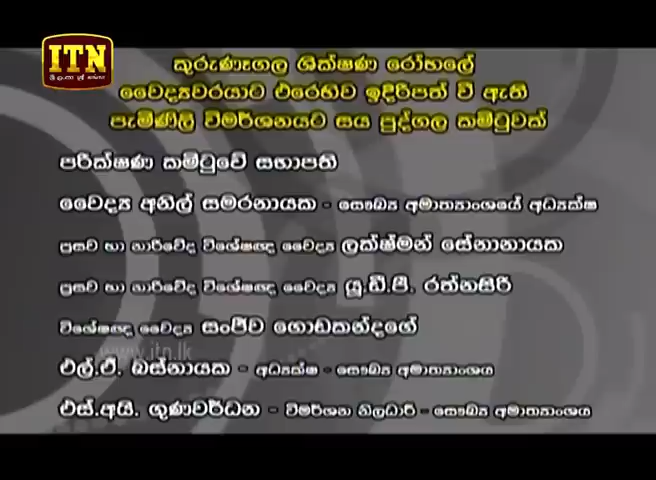 ITN
කුරුණෑගල ශික්ෂණ රෝහලේ
වෛද්‍යවරයාට එරෙහිව ඉදිරිපත් වී ඇති
පැමිණිලි විමර්ශනයට සය පුද්ගල කමිටුවක්
පරික්ෂණ කමිටුවේ සභාපති
වෛද්‍ය අනිල් සමරනායක - සෞඛ්‍ය අමාත්‍යාංශයේ අධ්‍යක්ෂ
ප්‍රසව හා නාරිවේද විශේෂඥ වෛද්‍ය ලක්ෂ්මන් සේනානායක
ප්‍රසව හා නාරිවේද විශේෂඥ වෛද්‍ය යූ.ඩී.පී. රත්නසිරි
විශේෂඥ වෛද්‍ය සංජීව ගොඩකන්දගේ
www.itn.lk
එල්.ඒ. බස්නායක - අධ්‍යක්ෂ - සෞඛ්‍ය අමාත්‍යාංශය
එස්.අයි. ගුණවර්ධන - විමර්ශන නිලධාරී - සෞඛ්‍ය අමාත්‍යාංශය